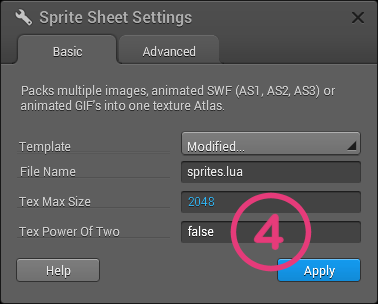 Sprite Sheet Settings
Basic
Advanced
Packs multiple images, animated SWF (AS1, AS2, AS3) or
animated GIF's into one texture Atlas.
Template
Modified...
File Name
sprites.lua
Tex Max Size
2048
Tex Power Of Two
false
4
Help
Apply